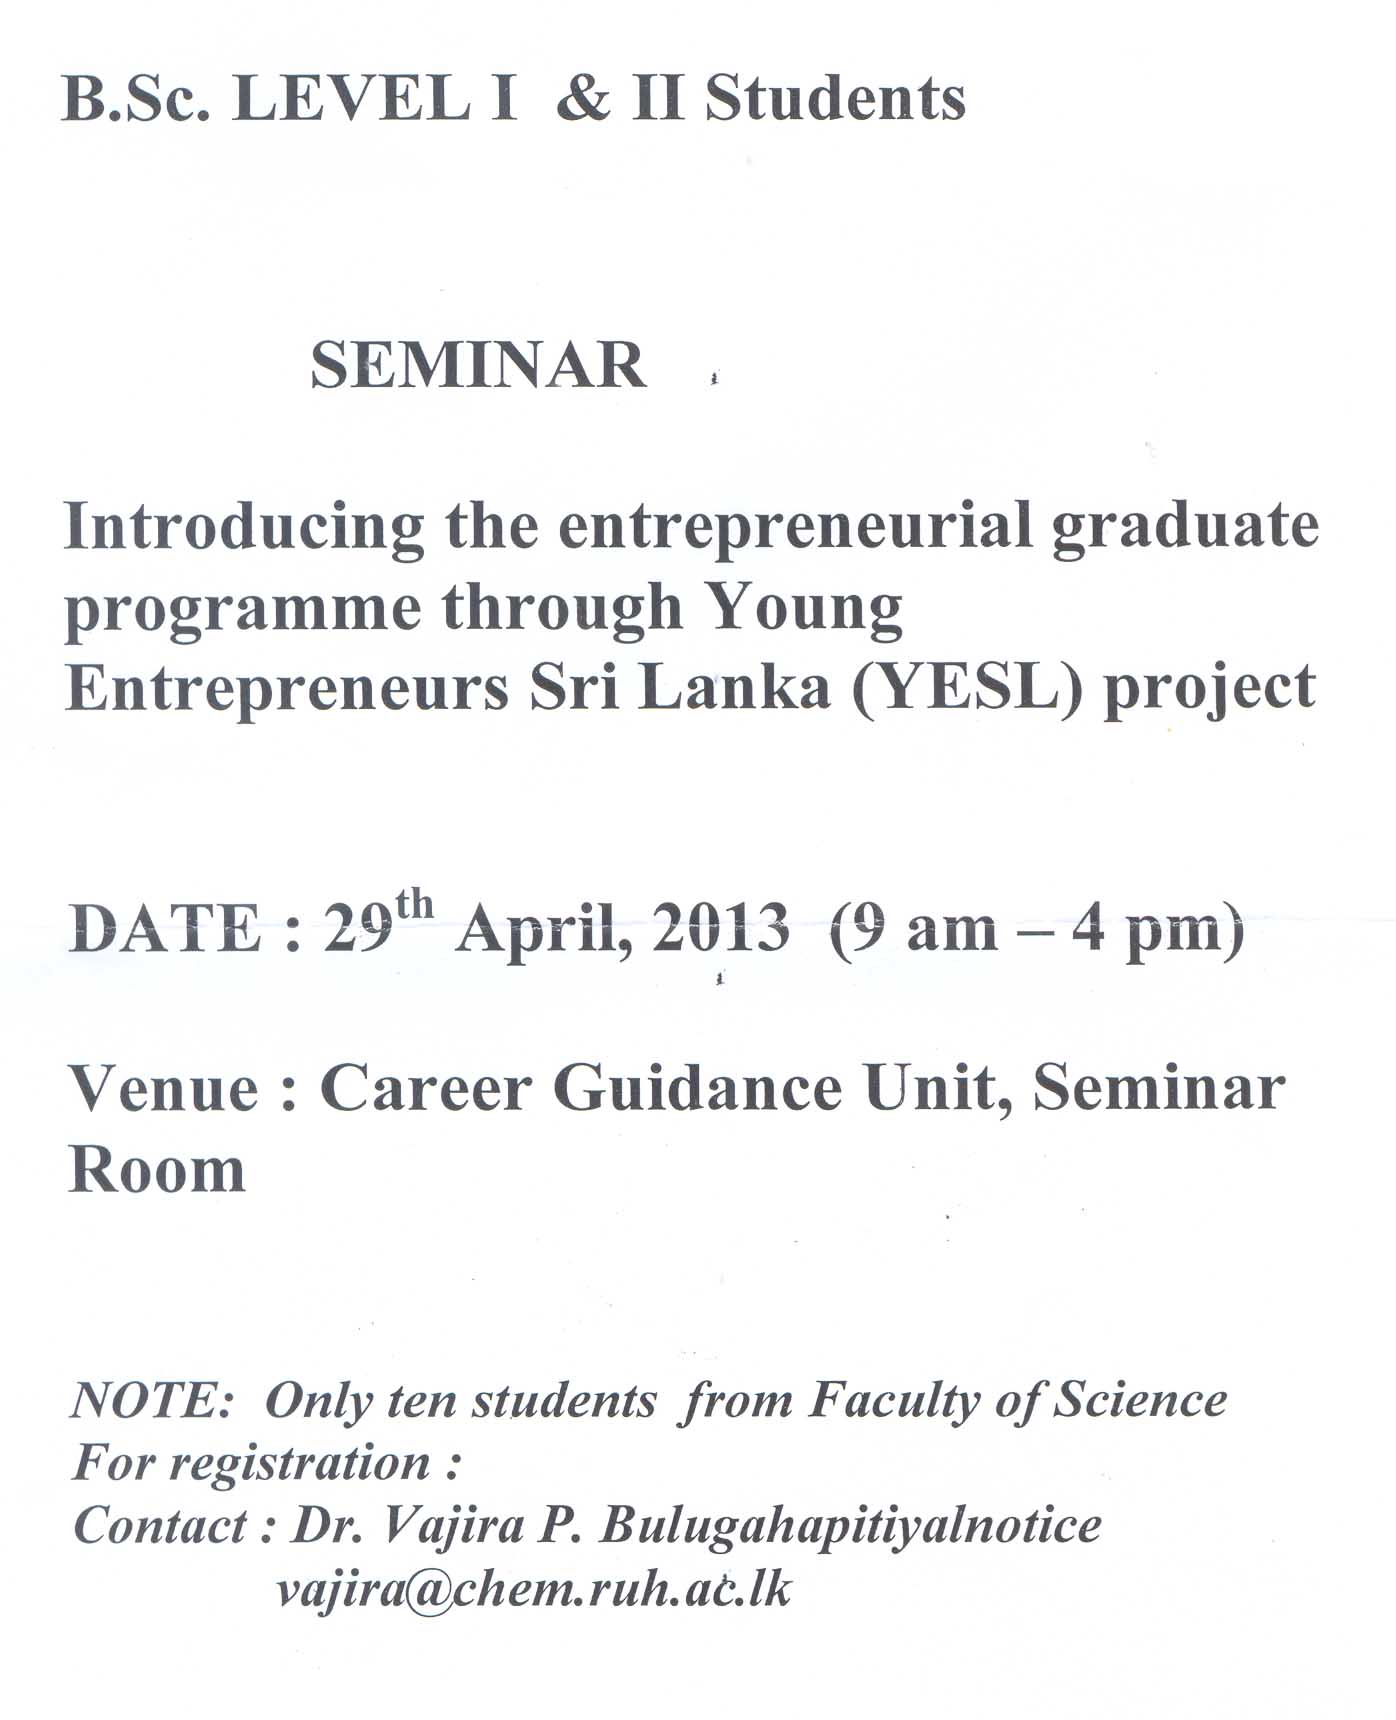 B.Sc. LEVEL I & II Students
SEMINAR
Introducing the entrepreneurial graduate
programme through Young
Entrepreneurs Sri Lanka (YESL) project
DATE : 29th April, 2013 (9 am – 4 pm)
Venue : Career Guidance Unit, Seminar
Room
NOTE: Only ten students from Faculty of Science
For registration :
Contact : Dr. Vajira P. Bulugahapitiyalnotice
vajira@chem.ruh.ac.lk